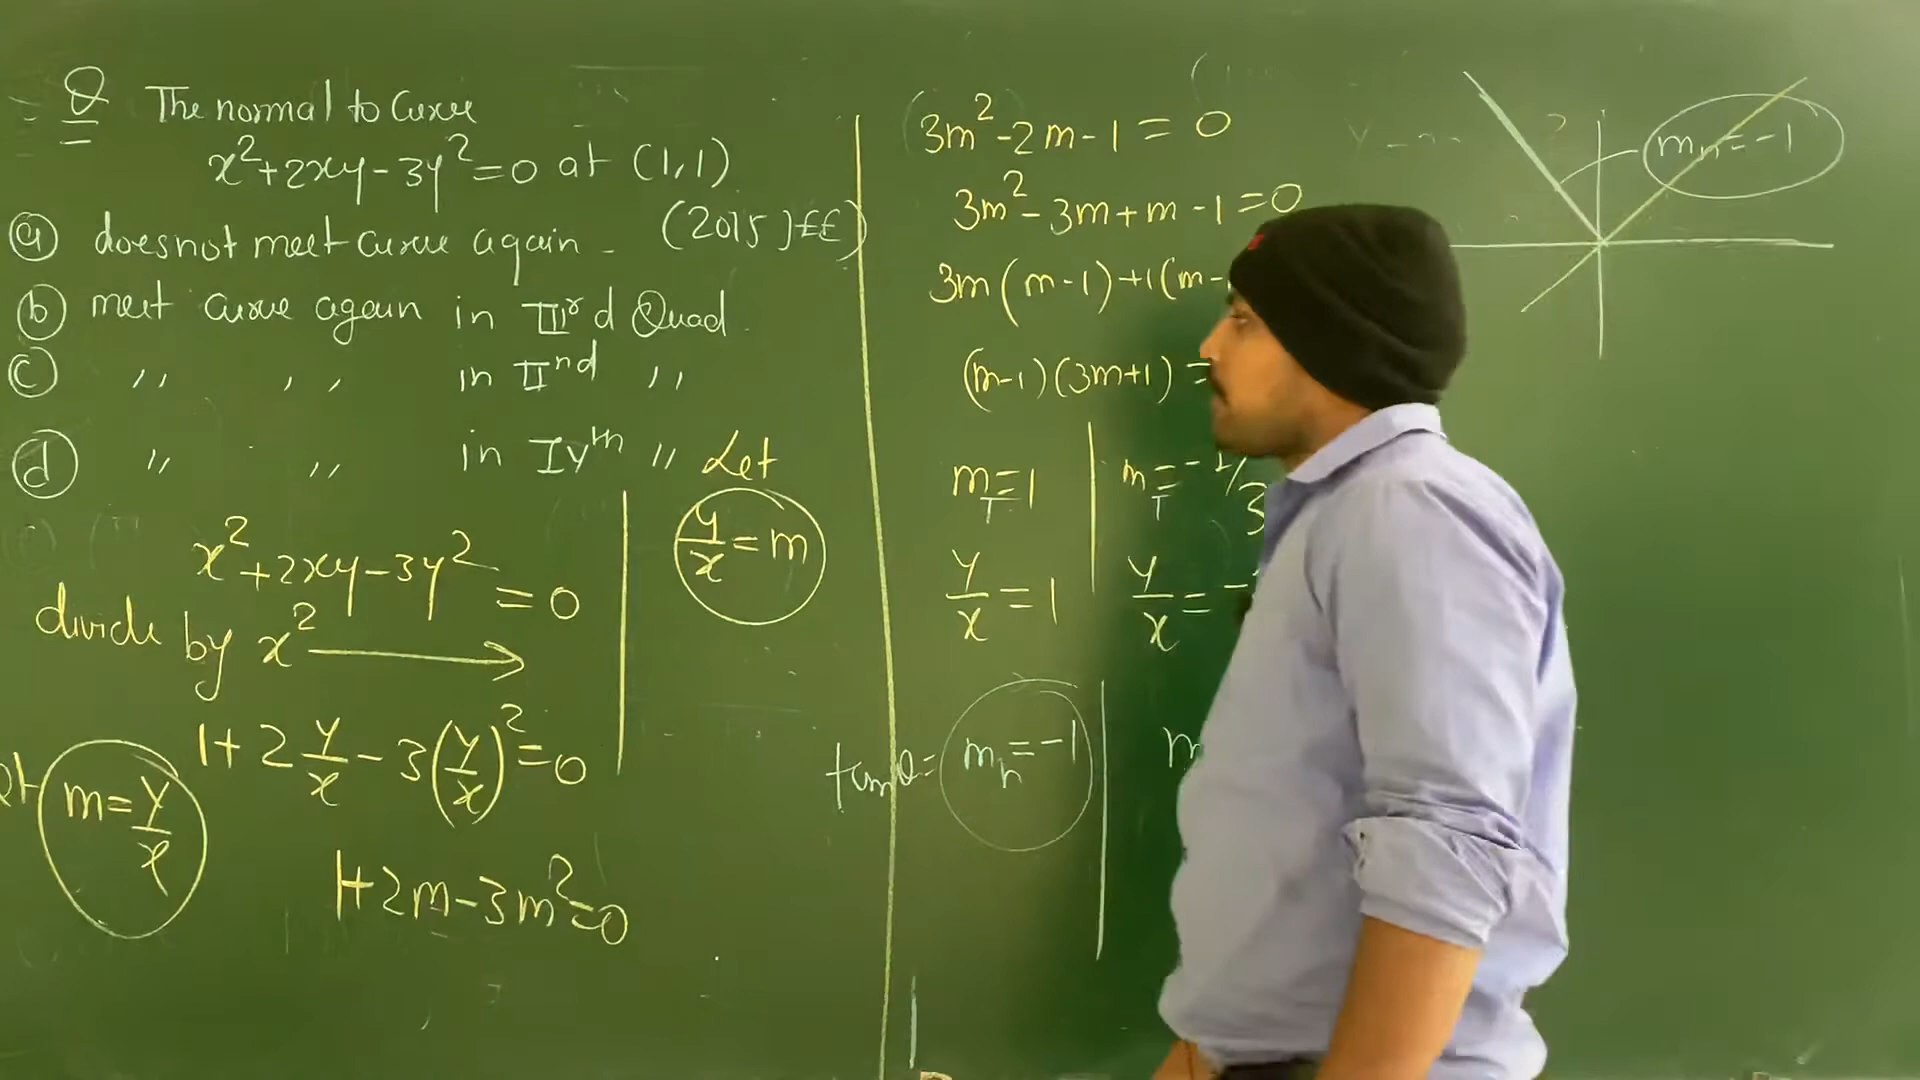 Q The normal to Curve
x²+2xy-3y²=0 at (1,1)
(a) does not meet curve again - (2015 JEE)
(b) meet curve again in IIIrd Quad.
(c) ,, ,, in IInd ,,
(d) ,, ,, in IVth ,,
Let
y/x = m
x²+2xy-3y² = 0
divide by x² →
1+2 y/x - 3(y/x)² = 0
m = y/x
1+2m-3m²=0
3m²-2m-1=0
3m²-3m+m-1=0
3m(m-1)+1(m-
(m-1)(3m+1) =
m_T=1
m_T=-1/3
y/x = 1
y/x = -
tanθ = m_n=-1
m
m_n=-1